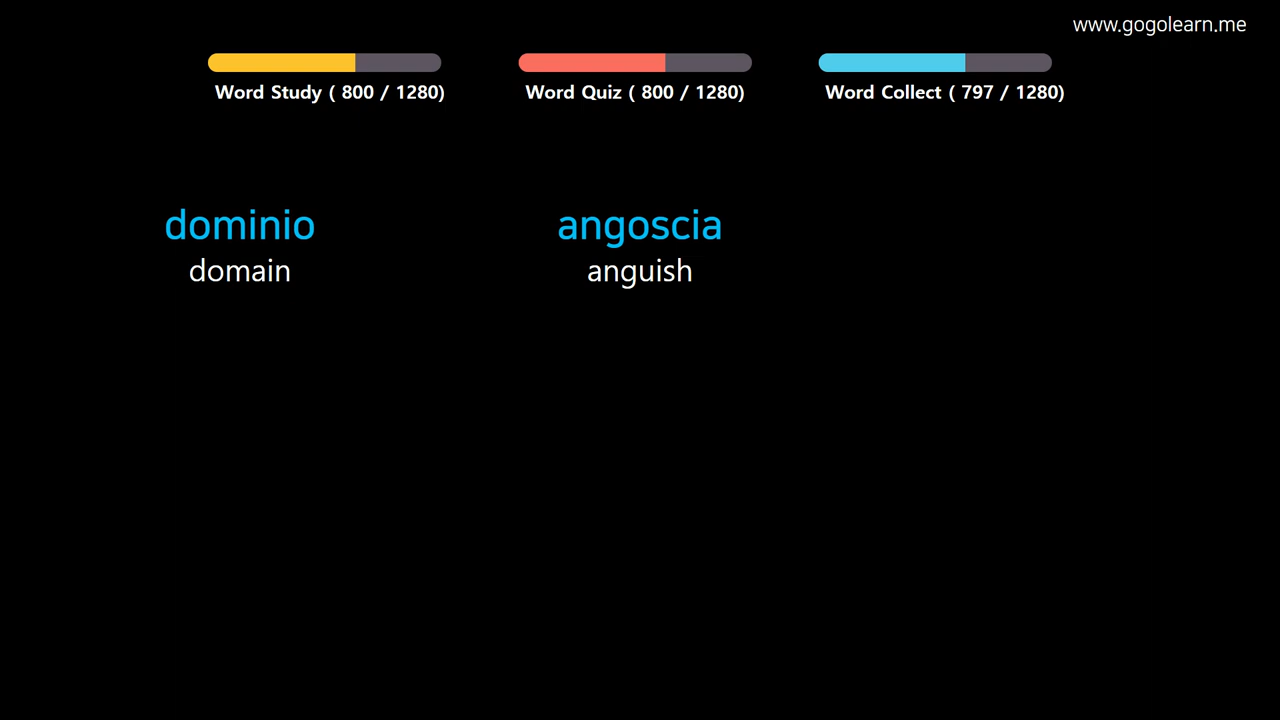 www.gogolearn.me
Word Study ( 800 / 1280)
Word Quiz ( 800 / 1280)
Word Collect ( 797 / 1280)
dominio
domain
angoscia
anguish